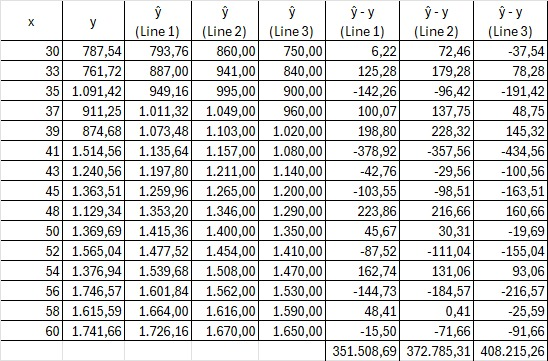 x y ŷ (Line 1) ŷ (Line 2) ŷ (Line 3) ŷ - y (Line 1) ŷ - y (Line 2) ŷ - y (Line 3)
30 787,54 793,76 860,00 750,00 6,22 72,46 -37,54
33 761,72 887,00 941,00 840,00 125,28 179,28 78,28
35 1.091,42 949,16 995,00 900,00 -142,26 -96,42 -191,42
37 911,25 1.011,32 1.049,00 960,00 100,07 137,75 48,75
39 874,68 1.073,48 1.103,00 1.020,00 198,80 228,32 145,32
41 1.514,56 1.135,64 1.157,00 1.080,00 -378,92 -357,56 -434,56
43 1.240,56 1.197,80 1.211,00 1.140,00 -42,76 -29,56 -100,56
45 1.363,51 1.259,96 1.265,00 1.200,00 -103,55 -98,51 -163,51
48 1.129,34 1.353,20 1.346,00 1.290,00 223,86 216,66 160,66
50 1.369,69 1.415,36 1.400,00 1.350,00 45,67 30,31 -19,69
52 1.565,04 1.477,52 1.454,00 1.410,00 -87,52 -111,04 -155,04
54 1.376,94 1.539,68 1.508,00 1.470,00 162,74 131,06 93,06
56 1.746,57 1.601,84 1.562,00 1.530,00 -144,73 -184,57 -216,57
58 1.615,59 1.664,00 1.616,00 1.590,00 48,41 0,41 -25,59
60 1.741,66 1.726,16 1.670,00 1.650,00 -15,50 -71,66 -91,66
351.508,69 372.785,31 408.215,26